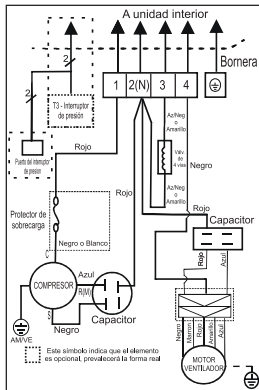 A unidad interior
2
Bornera
1
2(N)
3
4
T3 - Interruptor
de presión
2
Az/Neg
o
Amarillo
Puerto del interruptor
de presion
Rojo
Válv.
de
4 vías
Negro
Rojo
Az/Neg
o
Amarillo
Protector de
sobrecarga
Rojo
Capacitor
C
Negro o Blanco
Rojo
Azul
COMPRESOR
Azul
R(M)
S
Negro
Capacitor
AM/VE
Negro
Marron
Rojo
Amarillo
Azul
Este símbolo indica que el elemento
es opcional, prevalecerá la forma real
MOTOR
VENTILADOR